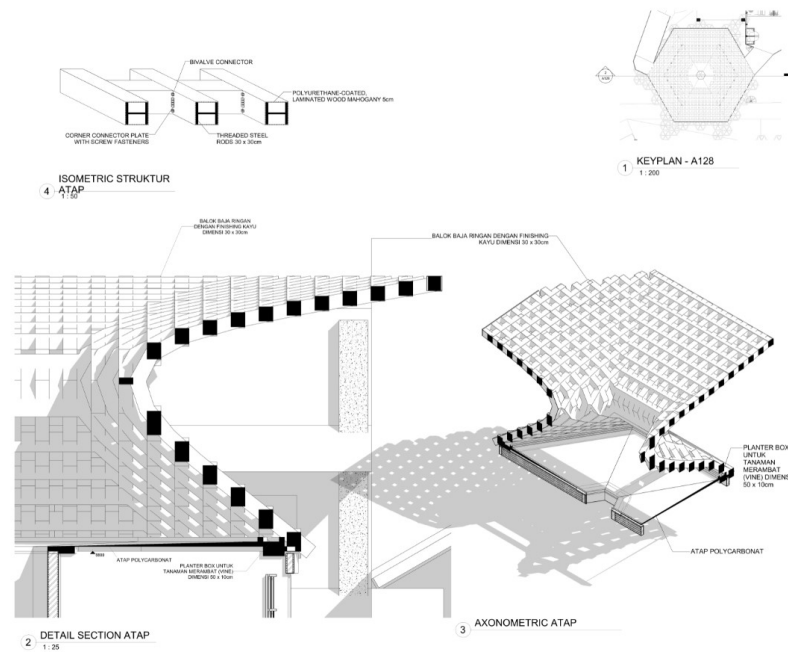 BIVALVE CONNECTOR
POLYURETHANE-COATED,
LAMINATED WOOD MAHOGANY 5cm
CORNER CONNECTOR PLATE
WITH SCREW FASTENERS
THREADED STEEL
RODS 30 x 30cm
4
ISOMETRIC STRUKTUR
ATAP
1 : 50
1
KEYPLAN - A128
1 : 200
BALOK BAJA RINGAN
DENGAN FINISHING KAYU
DIMENSI 30 x 30cm
ATAP POLYCARBONAT
PLANTER BOX UNTUK
TANAMAN MERAMBAT (VINE)
DIMENSI 50 x 10cm
2
DETAIL SECTION ATAP
1 : 25
BALOK BAJA RINGAN DENGAN FINISHING
KAYU DIMENSI 30 x 30cm
PLANTER BOX
UNTUK
TANAMAN
MERAMBAT
(VINE) DIMENS
50 x 10cm
ATAP POLYCARBONAT
3
AXONOMETRIC ATAP